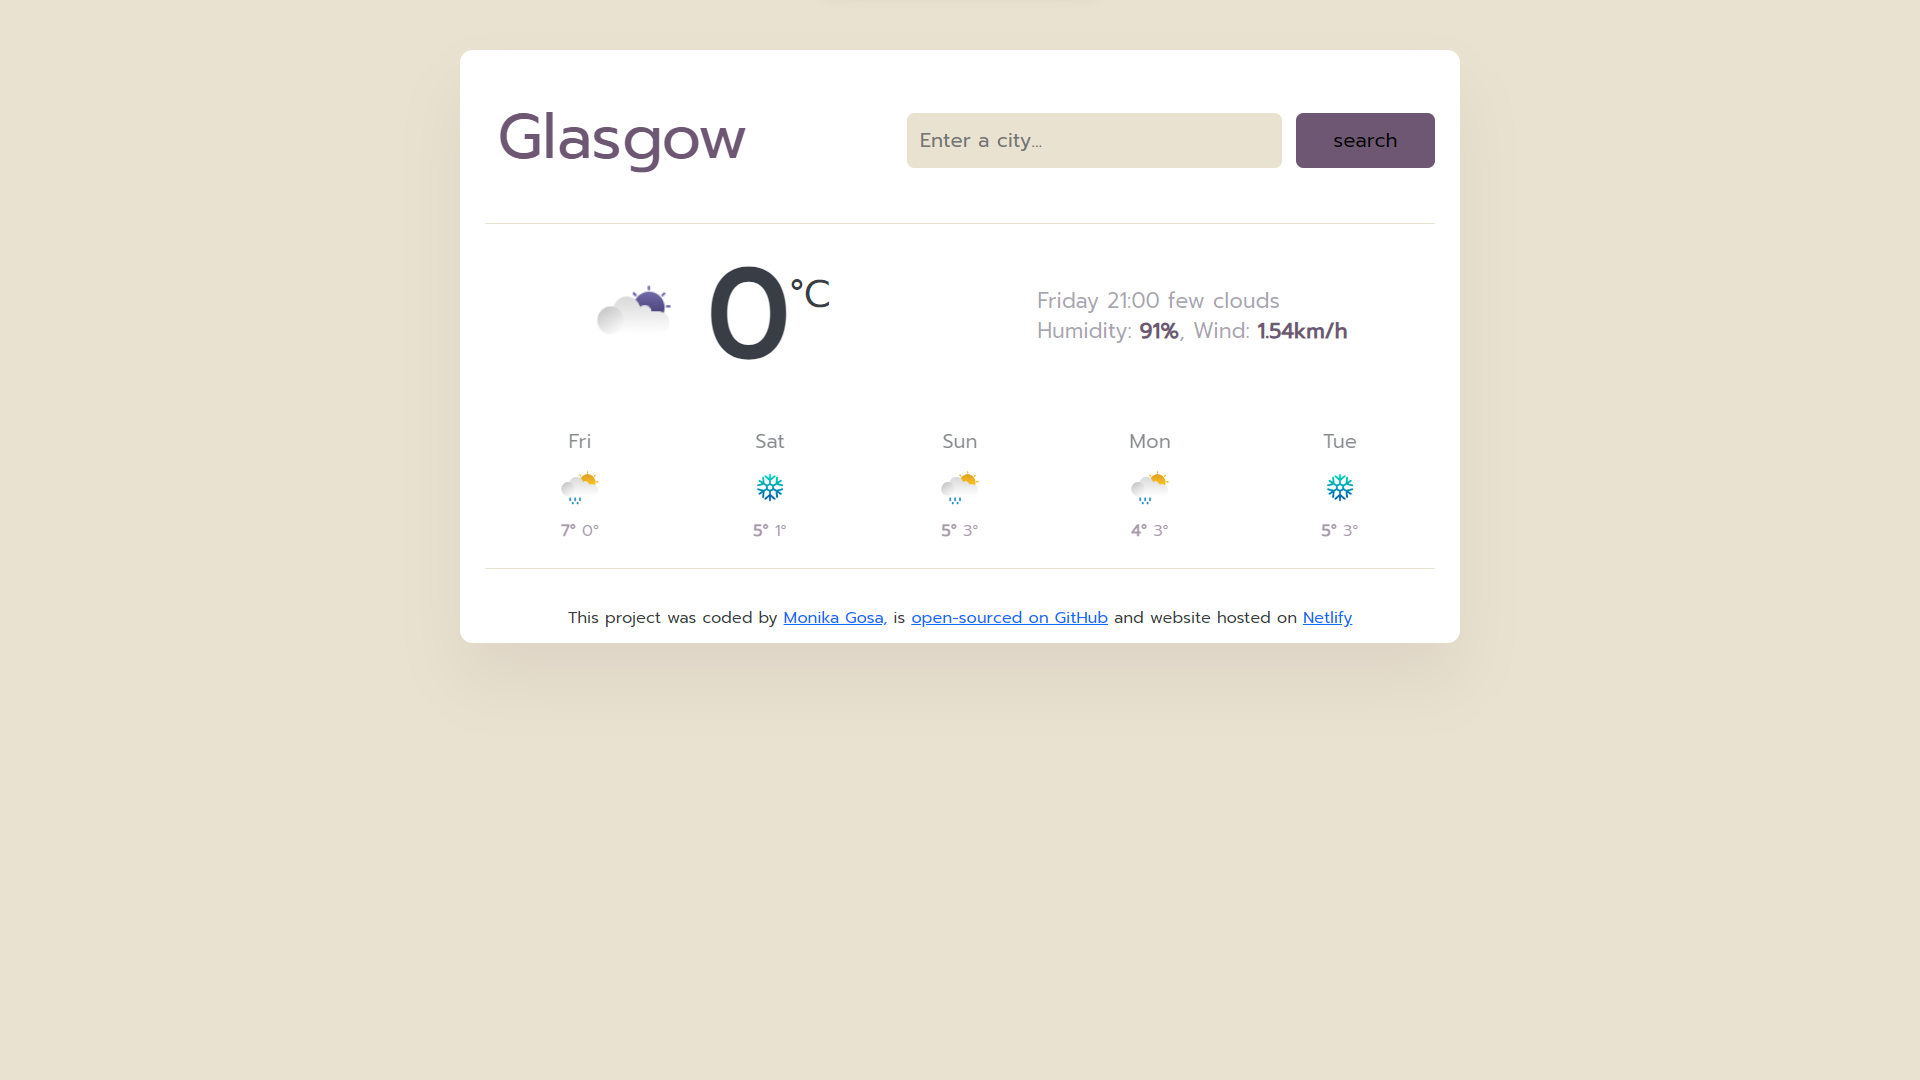 Glasgow
Enter a city...
search
0°C
Friday 21:00 few clouds
Humidity: 91%, Wind: 1.54km/h
Fri Sat Sun Mon Tue
7° 0° 5° 1° 5° 3° 4° 3° 5° 3°
This project was coded by Monika Gosa, is open-sourced on GitHub and website hosted on Netlify